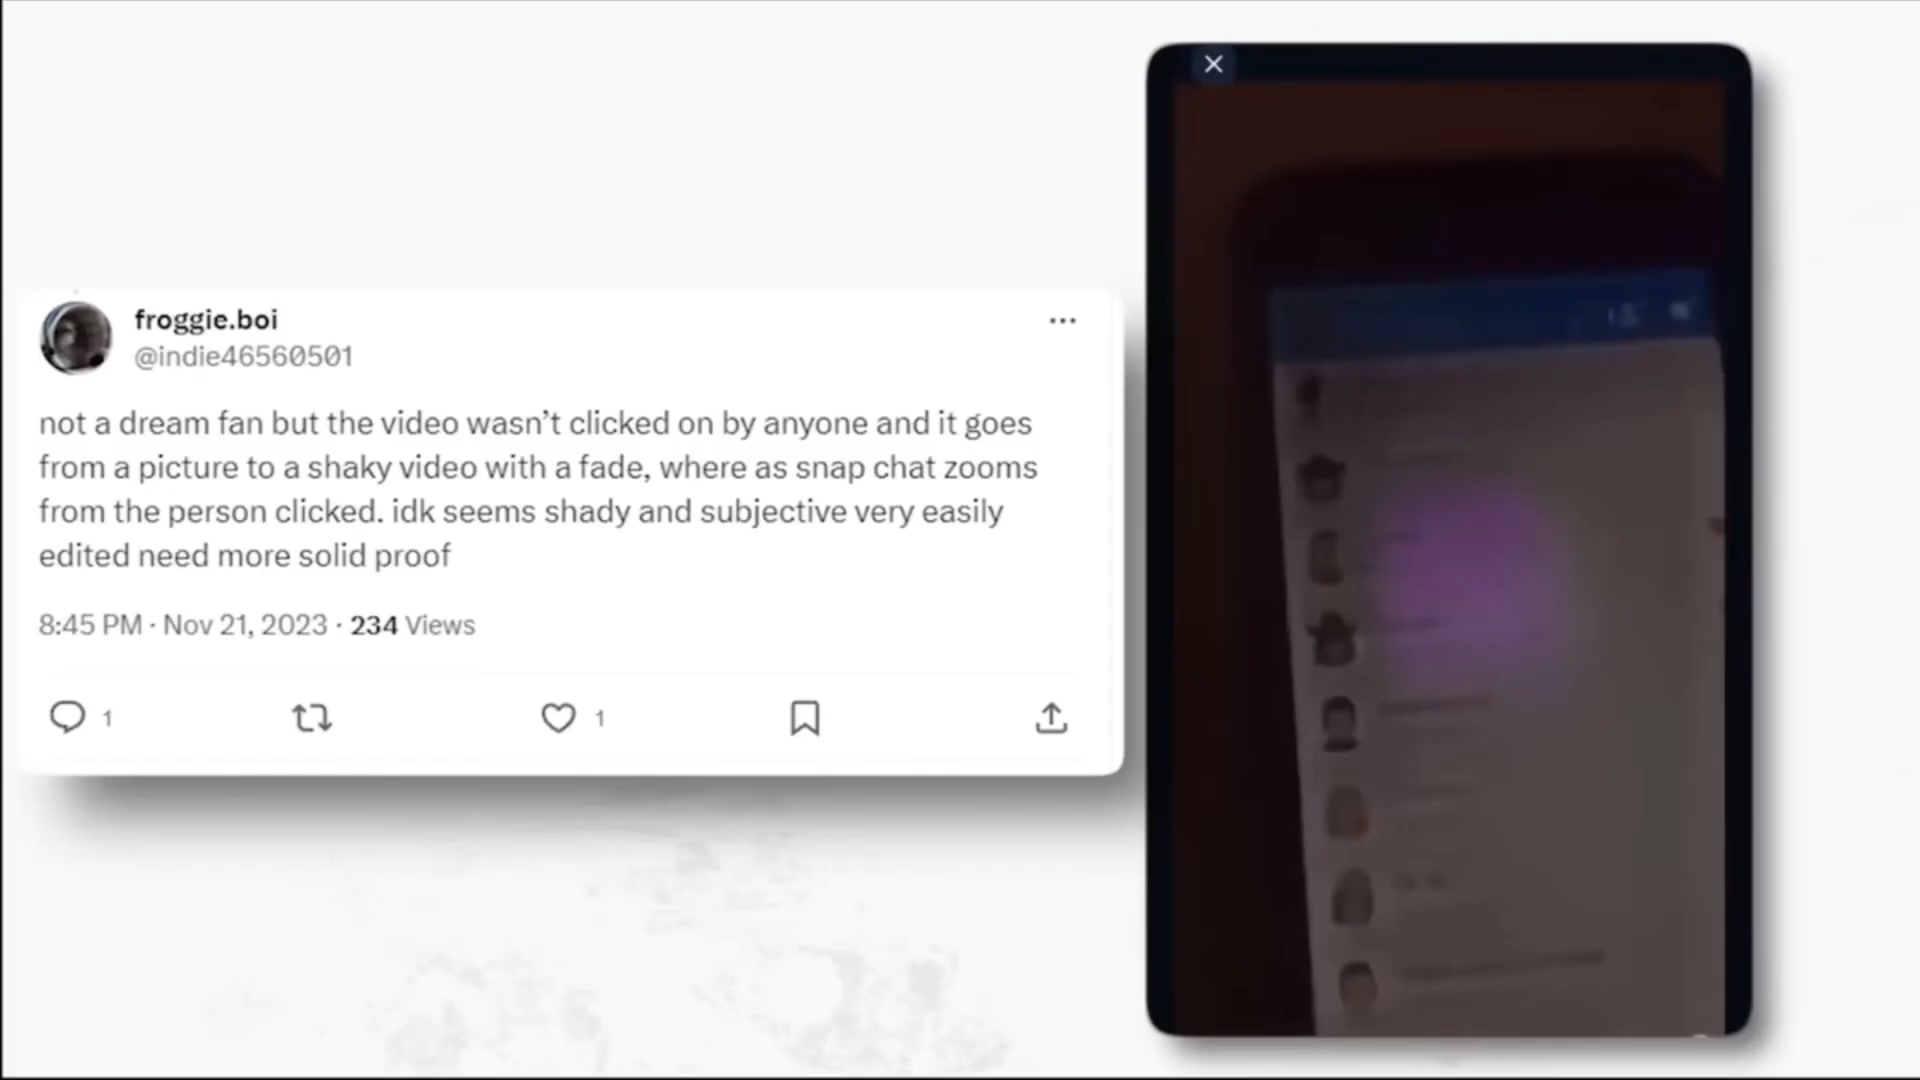 froggie.boi
@indie46560501
not a dream fan but the video wasn’t clicked on by anyone and it goes
from a picture to a shaky video with a fade, where as snap chat zooms
from the person clicked. idk seems shady and subjective very easily
edited need more solid proof
8:45 PM · Nov 21, 2023 · 234 Views
1
1